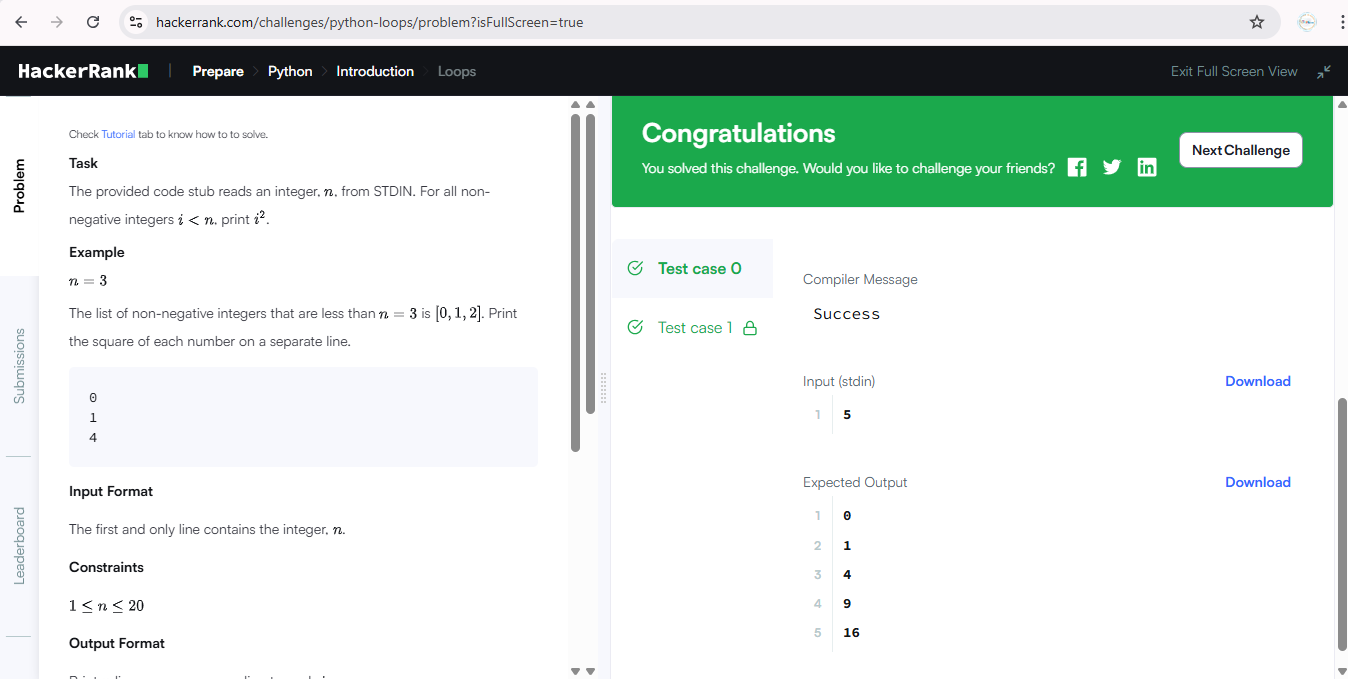 hackerrank.com/challenges/python-loops/problem?isFullScreen=true
HackerRank
Prepare
Python
Introduction
Loops
Exit Full Screen View
Problem
Submissions
Leaderboard
Check Tutorial tab to know how to to solve.
Task
The provided code stub reads an integer, n, from STDIN. For all non-
negative integers i < n, print i².
Example
n = 3
The list of non-negative integers that are less than n = 3 is [0, 1, 2]. Print
the square of each number on a separate line.
0
1
4
Input Format
The first and only line contains the integer, n.
Constraints
1 ≤ n ≤ 20
Output Format
Congratulations
You solved this challenge. Would you like to challenge your friends?
Next Challenge
Test case 0
Test case 1
Compiler Message
Success
Input (stdin)
Download
1 5
Expected Output
Download
1 0
2 1
3 4
4 9
5 16